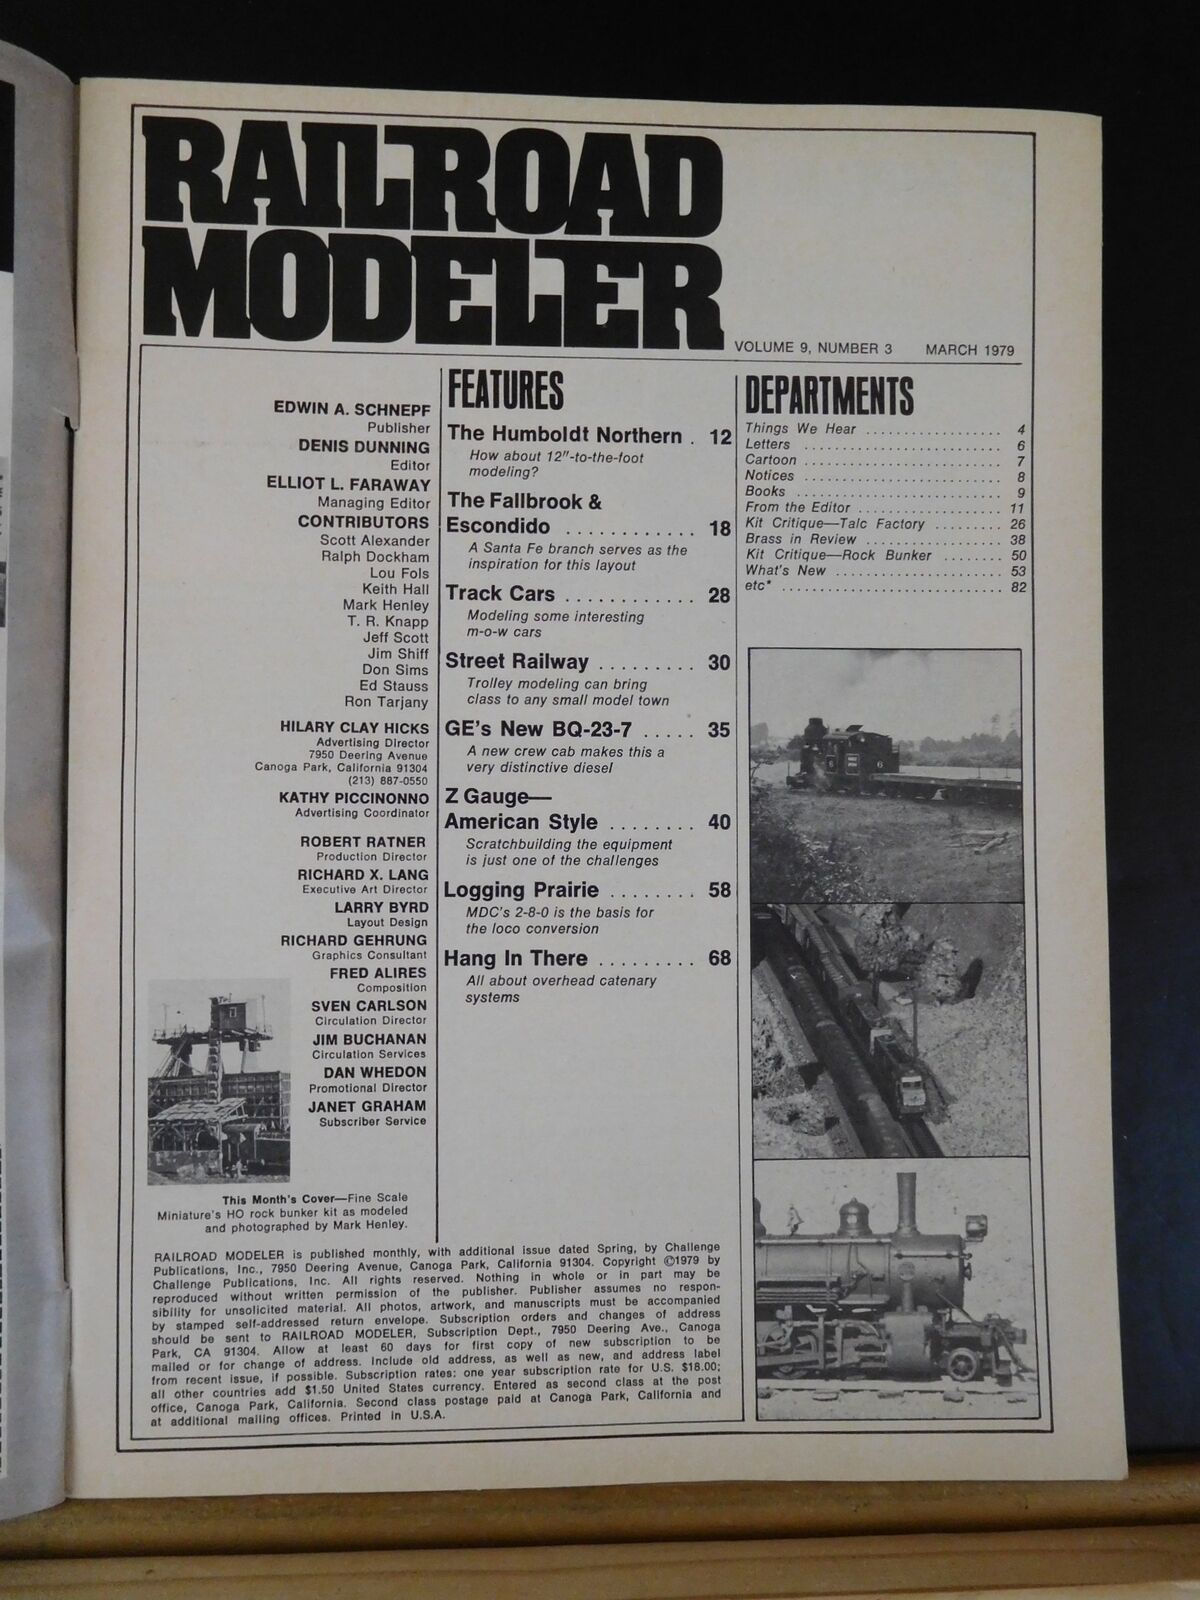 RAILROAD
MODELER
VOLUME 9, NUMBER 3 MARCH 1979
EDWIN A. SCHNEPF
Publisher
DENIS DUNNING
Editor
ELLIOT L. FARAWAY
Managing Editor
CONTRIBUTORS
Scott Alexander
Ralph Dockham
Lou Fols
Keith Hall
Mark Henley
T. R. Knapp
Jeff Scott
Jim Shiff
Don Sims
Ed Stauss
Ron Tarjany
HILARY CLAY HICKS
Advertising Director
7950 Deering Avenue
Canoga Park, California 91304
(213) 887-0550
KATHY PICCINONNO
Advertising Coordinator
ROBERT RATNER
Production Director
RICHARD X. LANG
Executive Art Director
LARRY BYRD
Layout Design
RICHARD GEHRUNG
Graphics Consultant
FRED ALIRES
Composition
SVEN CARLSON
Circulation Director
JIM BUCHANAN
Circulation Services
DAN WHEDON
Promotional Director
JANET GRAHAM
Subscriber Service
This Month's Cover—Fine Scale
Miniature's HO rock bunker kit as modeled
and photographed by Mark Henley.
FEATURES
The Humboldt Northern . 12
How about 12"-to-the-foot
modeling?
The Fallbrook &
Escondido ............ 18
A Santa Fe branch serves as the
inspiration for this layout
Track Cars ............ 28
Modeling some interesting
m-o-w cars
Street Railway ......... 30
Trolley modeling can bring
class to any small model town
GE's New BQ-23-7 ..... 35
A new crew cab makes this a
very distinctive diesel
Z Gauge—
American Style ........ 40
Scratchbuilding the equipment
is just one of the challenges
Logging Prairie ........ 58
MDC's 2-8-0 is the basis for
the loco conversion
Hang In There ......... 68
All about overhead catenary
systems
DEPARTMENTS
Things We Hear .................. 4
Letters .......................... 6
Cartoon ......................... 7
Notices .......................... 8
Books ........................... 9
From the Editor .................. 11
Kit Critique—Talc Factory ......... 26
Brass in Review .................. 38
Kit Critique—Rock Bunker ........ 50
What's New ...................... 53
etc* ............................. 82
6 6
RAILROAD MODELER is published monthly, with additional issue dated Spring, by Challenge
Publications, Inc., 7950 Deering Avenue, Canoga Park, California 91304. Copyright ©1979 by
Challenge Publications, Inc. All rights reserved. Nothing in whole or in part may be
reproduced without written permission of the publisher. Publisher assumes no respon-
sibility for unsolicited material. All photos, artwork, and manuscripts must be accompanied
by stamped self-addressed return envelope. Subscription orders and changes of address
should be sent to RAILROAD MODELER, Subscription Dept., 7950 Deering Ave., Canoga
Park, CA 91304. Allow at least 60 days for first copy of new subscription to be
mailed or for change of address. Include old address, as well as new, and address label
from recent issue, if possible. Subscription rates: one year subscription rate for U.S. $18.00;
all other countries add $1.50 United States currency. Entered as second class at the post
office, Canoga Park, California. Second class postage paid at Canoga Park, California and
at additional mailing offices. Printed in U.S.A.